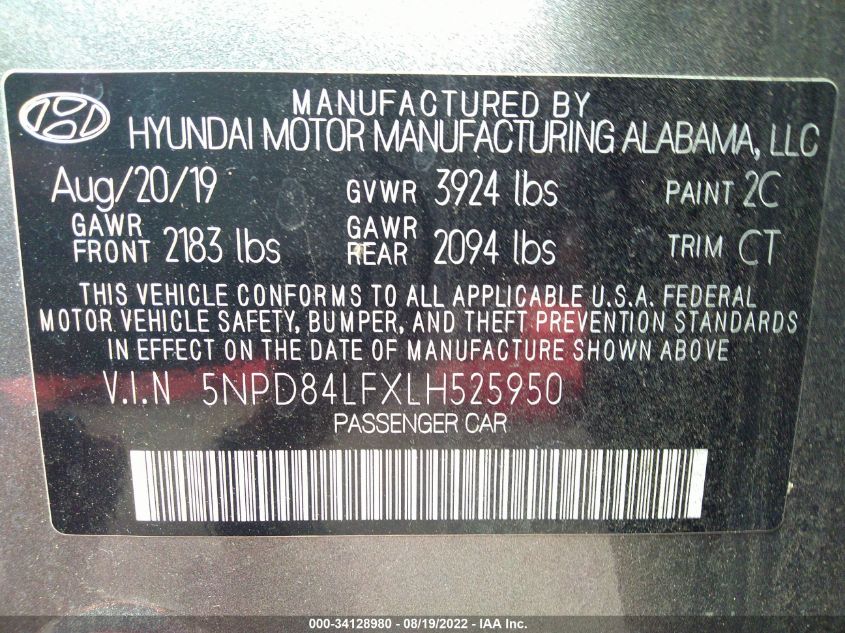 MANUFACTURED BY
HYUNDAI MOTOR MANUFACTURING ALABAMA, LLC
Aug/20/19 GVWR 3924 lbs PAINT 2C
GAWR FRONT 2183 lbs GAWR REAR 2094 lbs TRIM CT
THIS VEHICLE CONFORMS TO ALL APPLICABLE U.S.A. FEDERAL
MOTOR VEHICLE SAFETY, BUMPER, AND THEFT PREVENTION STANDARDS
IN EFFECT ON THE DATE OF MANUFACTURE SHOWN ABOVE
V.I.N 5NPD84LFXLH525950
PASSENGER CAR
000-34128980 - 08/19/2022 - IAA Inc.